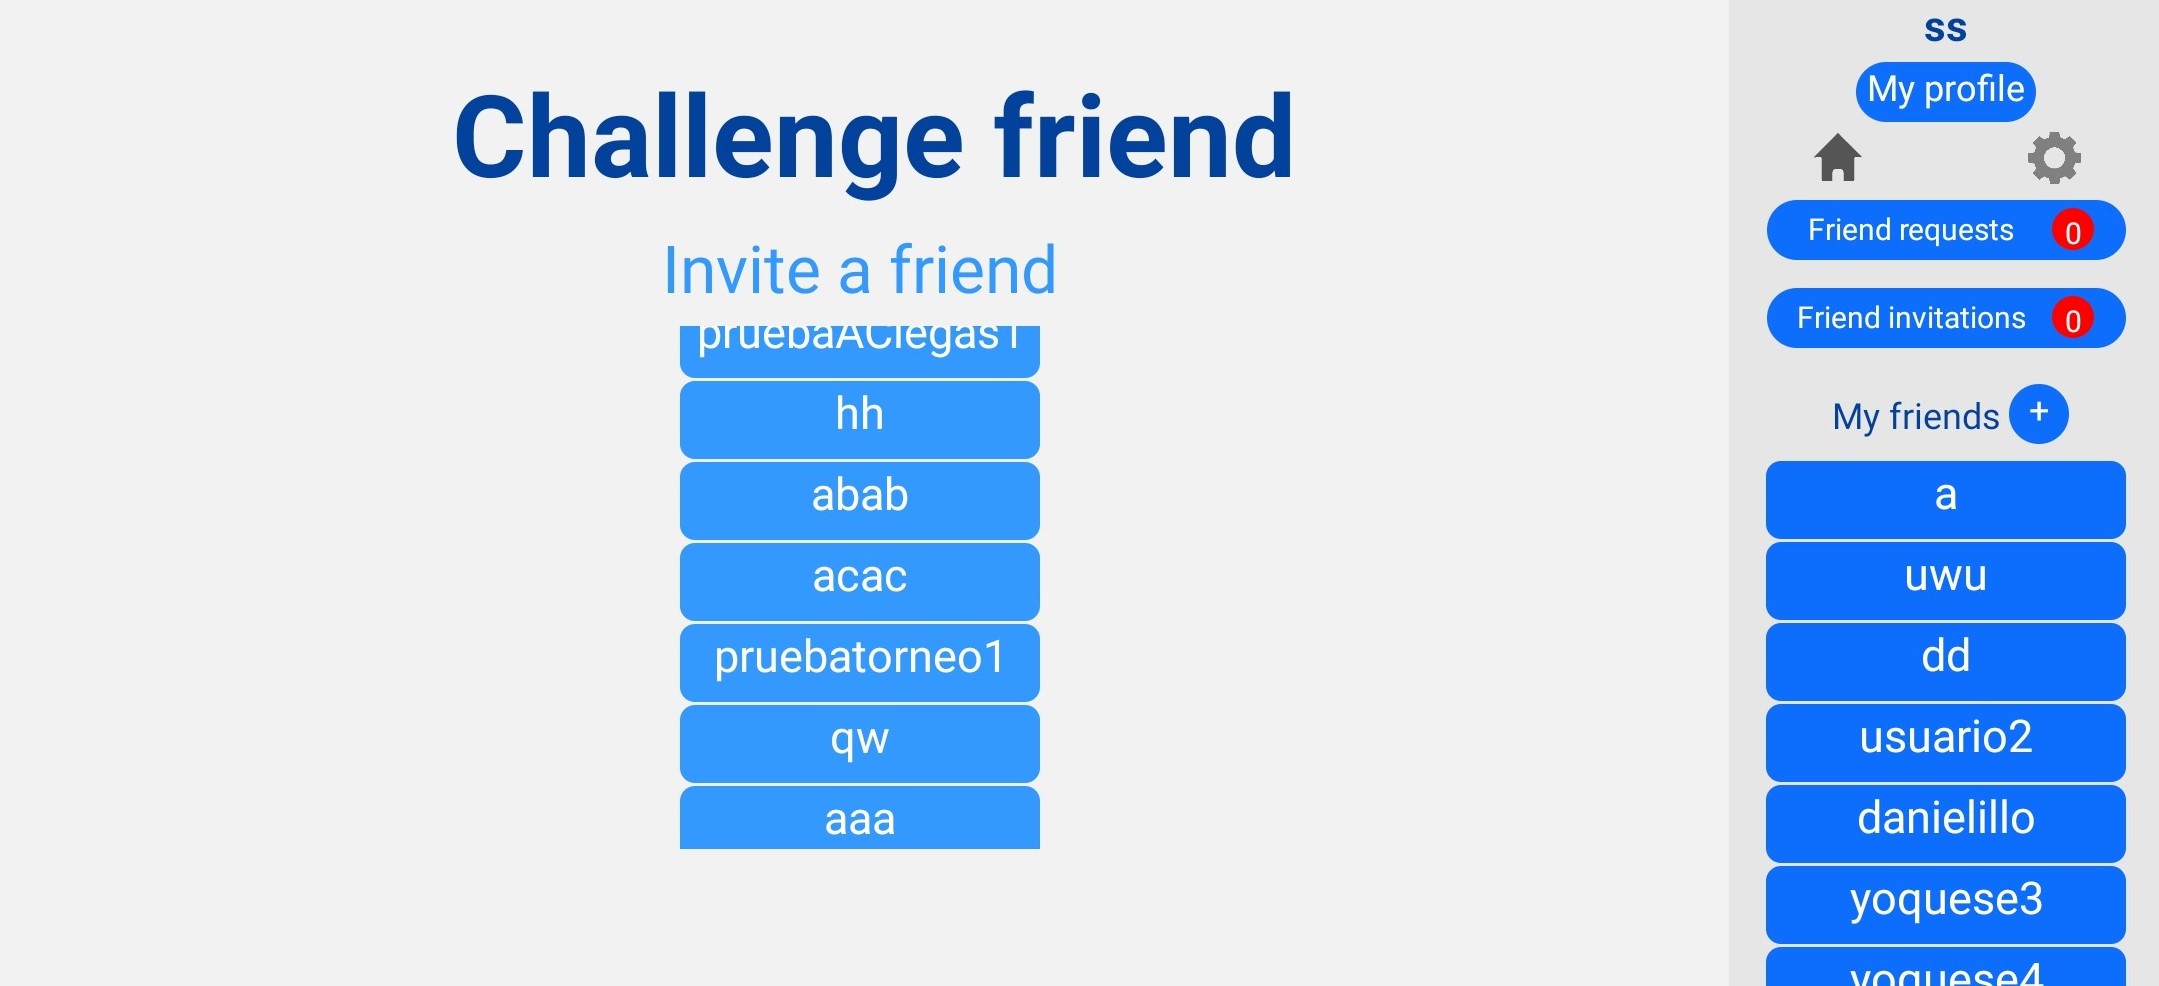 Challenge friend
Invite a friend
hh
abab
acac
pruebatorneo1
qw
aaa
ss
My profile
Friend requests 0
Friend invitations 0
My friends +
a
uwu
dd
usuario2
danielillo
yoquese3
yoquese4